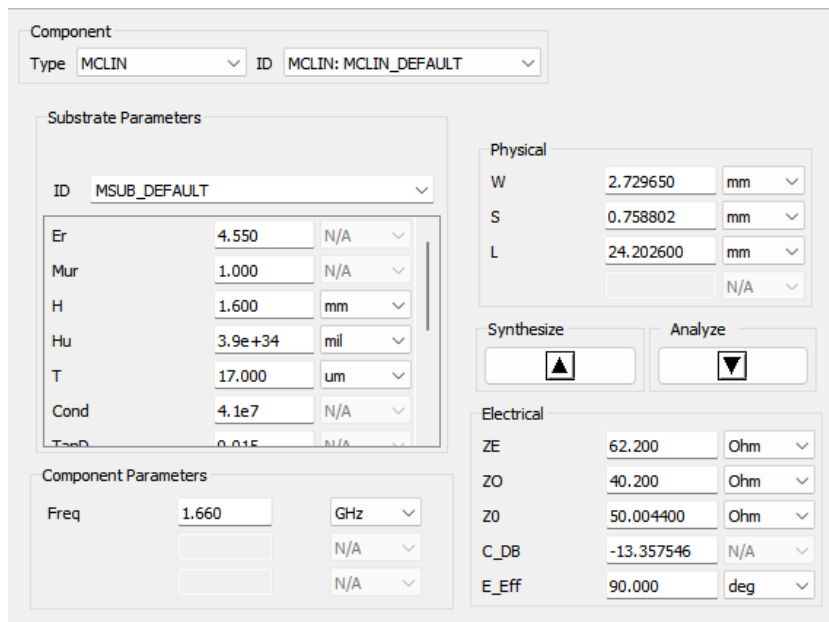 Component
Type MCLIN ID MCLIN: MCLIN_DEFAULT
Substrate Parameters
ID MSUB_DEFAULT
Er 4.550 N/A
Mur 1.000 N/A
H 1.600 mm
Hu 3.9e+34 mil
T 17.000 um
Cond 4.1e7 N/A
TanD 0.015 N/A
Component Parameters
Freq 1.660 GHz
N/A
N/A
Physical
W 2.729650 mm
S 0.758802 mm
L 24.202600 mm
N/A
Synthesize Analyze
Electrical
ZE 62.200 Ohm
ZO 40.200 Ohm
Z0 50.004400 Ohm
C_DB -13.357546 N/A
E_Eff 90.000 deg